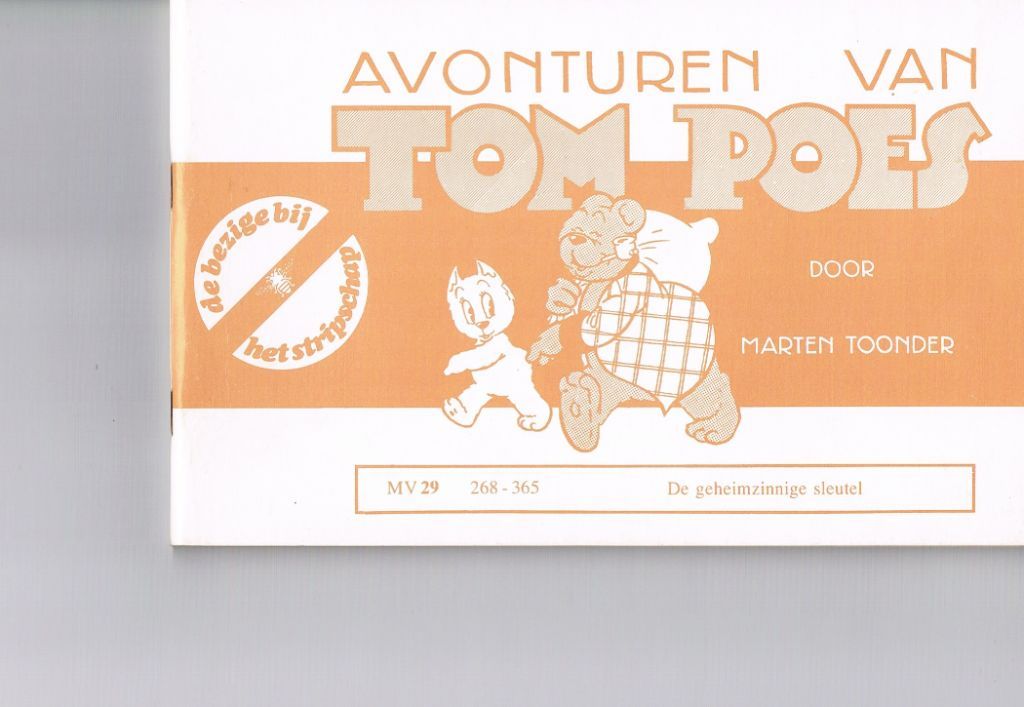 AVONTUREN VAN
TOM POES
de bezige bij
het stripschap
DOOR
MARTEN TOONDER
MV 29 268-365 De geheimzinnige sleutel